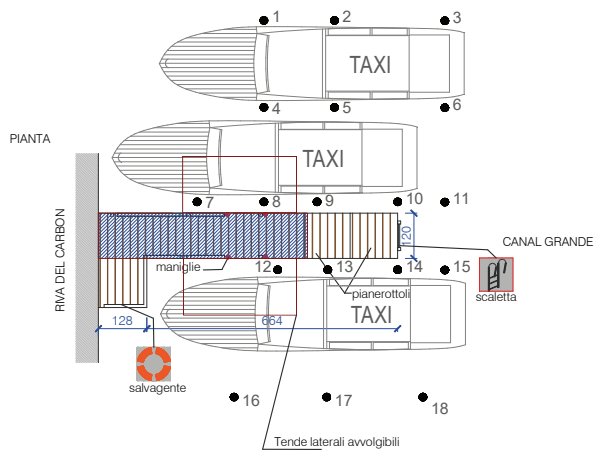 1 2 3
TAXI
4 5 6
PIANTA
TAXI
7 8 9 10 11
RIVA DEL CARBON
120
CANAL GRANDE
maniglie
12 13 14 15
pianerottoli
scaletta
128
664
TAXI
salvagente
16 17 18
Tende laterali avvolgibili